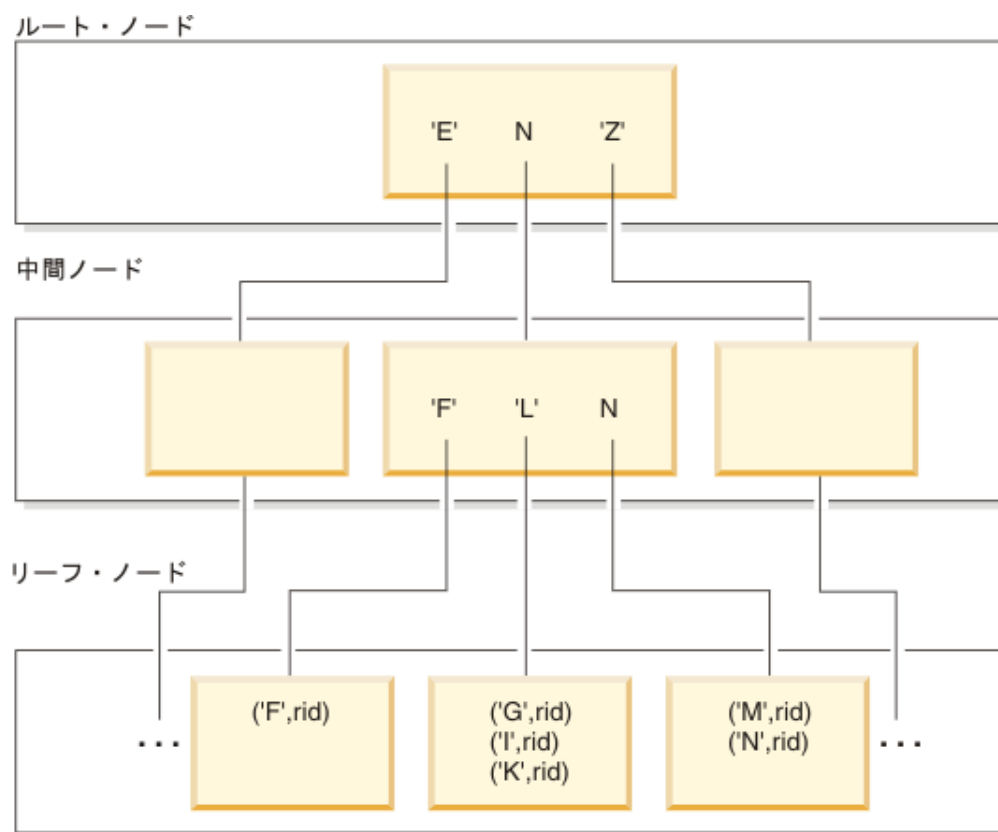 ルート・ノード
'E' N 'Z'
中間ノード
'F' 'L' N
リーフ・ノード
('F',rid)
('G',rid)
('I',rid)
('K',rid)
('M',rid)
('N',rid)
...
...